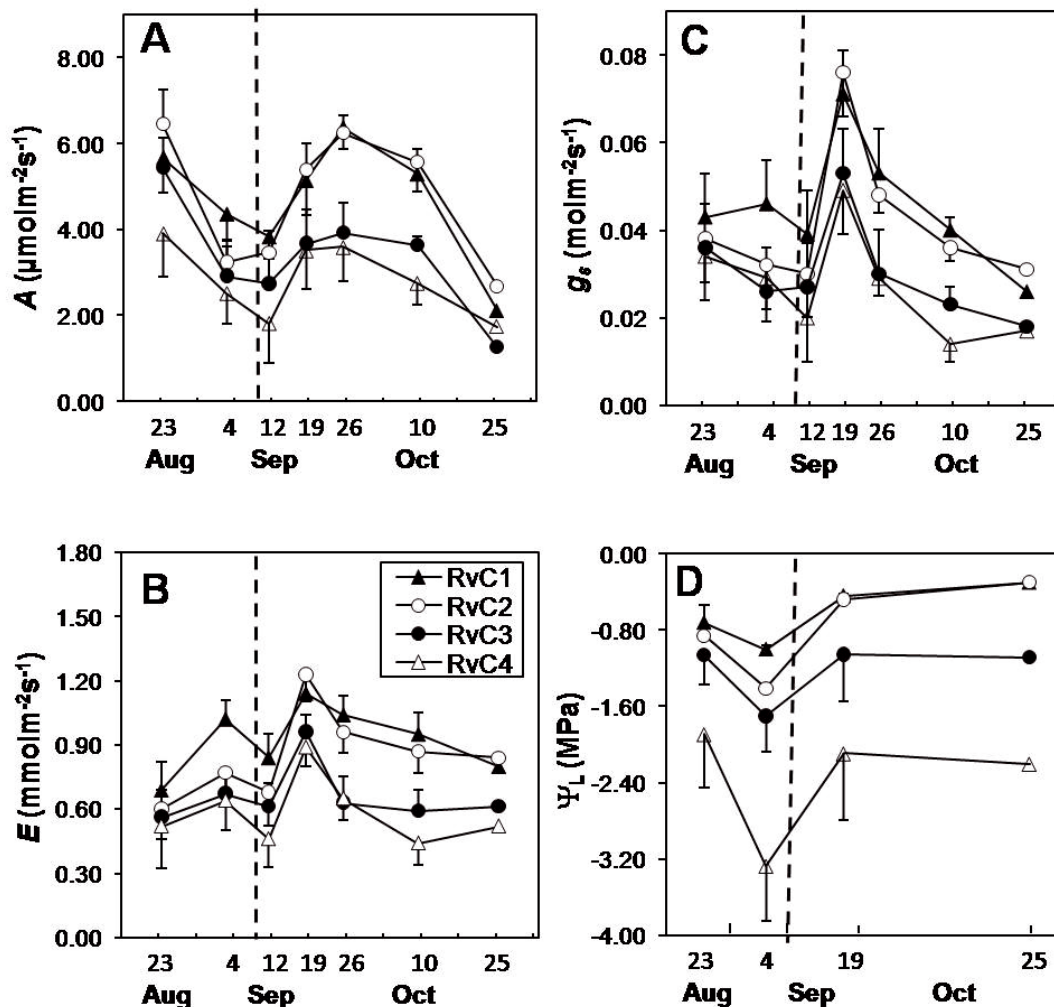 A
8.00
6.00
4.00
2.00
0.00
A (µmolm-2s-1)
23 4 12 19 26 10 25
Aug Sep Oct
C
0.08
0.06
0.04
0.02
0.00
gs (molm-2s-1)
23 4 12 19 26 10 25
Aug Sep Oct
B
1.80
1.50
1.20
0.90
0.60
0.30
0.00
E (mmolm-2s-1)
RvC1
RvC2
RvC3
RvC4
23 4 12 19 26 10 25
Aug Sep Oct
D
0.00
-0.80
-1.60
-2.40
-3.20
-4.00
ΨL (MPa)
23 4 19 25
Aug Sep Oct